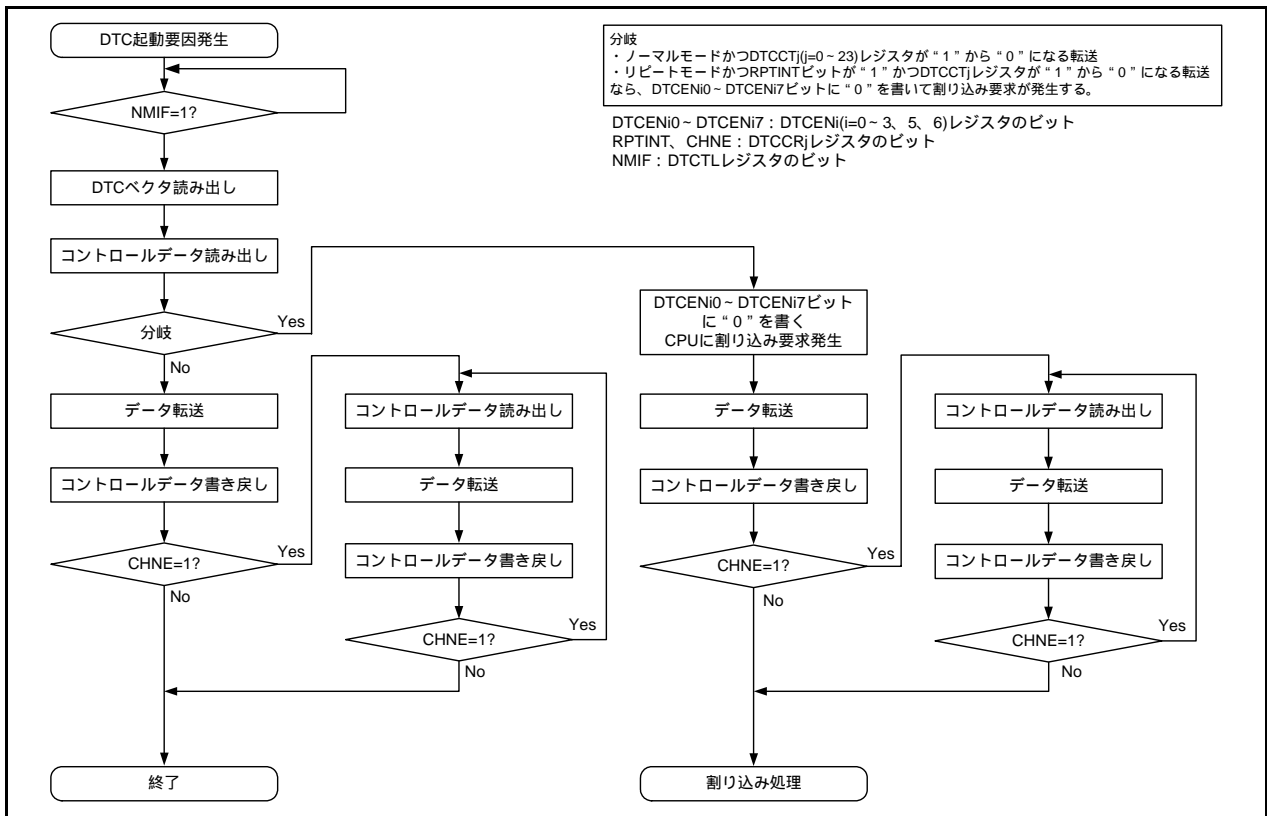 DTC起動要因発生
NMIF=1?
DTCベクタ読み出し
コントロールデータ読み出し
分岐
Yes
No
データ転送
コントロールデータ書き戻し
CHNE=1?
Yes
No
終了
コントロールデータ読み出し
データ転送
コントロールデータ書き戻し
CHNE=1?
Yes
No
分岐
・ノーマルモードかつDTCCTj(j=0~23)レジスタが“1”から“0”になる転送
・リピートモードかつRPTINTビットが“1”かつDTCCTjレジスタが“1”から“0”になる転送
なら、DTCENi0~DTCENi7ビットに“0”を書いて割り込み要求が発生する。
DTCENi0~DTCENi7:DTCENi(i=0~3、5、6)レジスタのビット
RPTINT、CHNE:DTCCRjレジスタのビット
NMIF:DTCTLレジスタのビット
DTCENi0~DTCENi7ビット
に“0”を書く
CPUに割り込み要求発生
データ転送
コントロールデータ書き戻し
CHNE=1?
Yes
No
割り込み処理
コントロールデータ読み出し
データ転送
コントロールデータ書き戻し
CHNE=1?
Yes
No